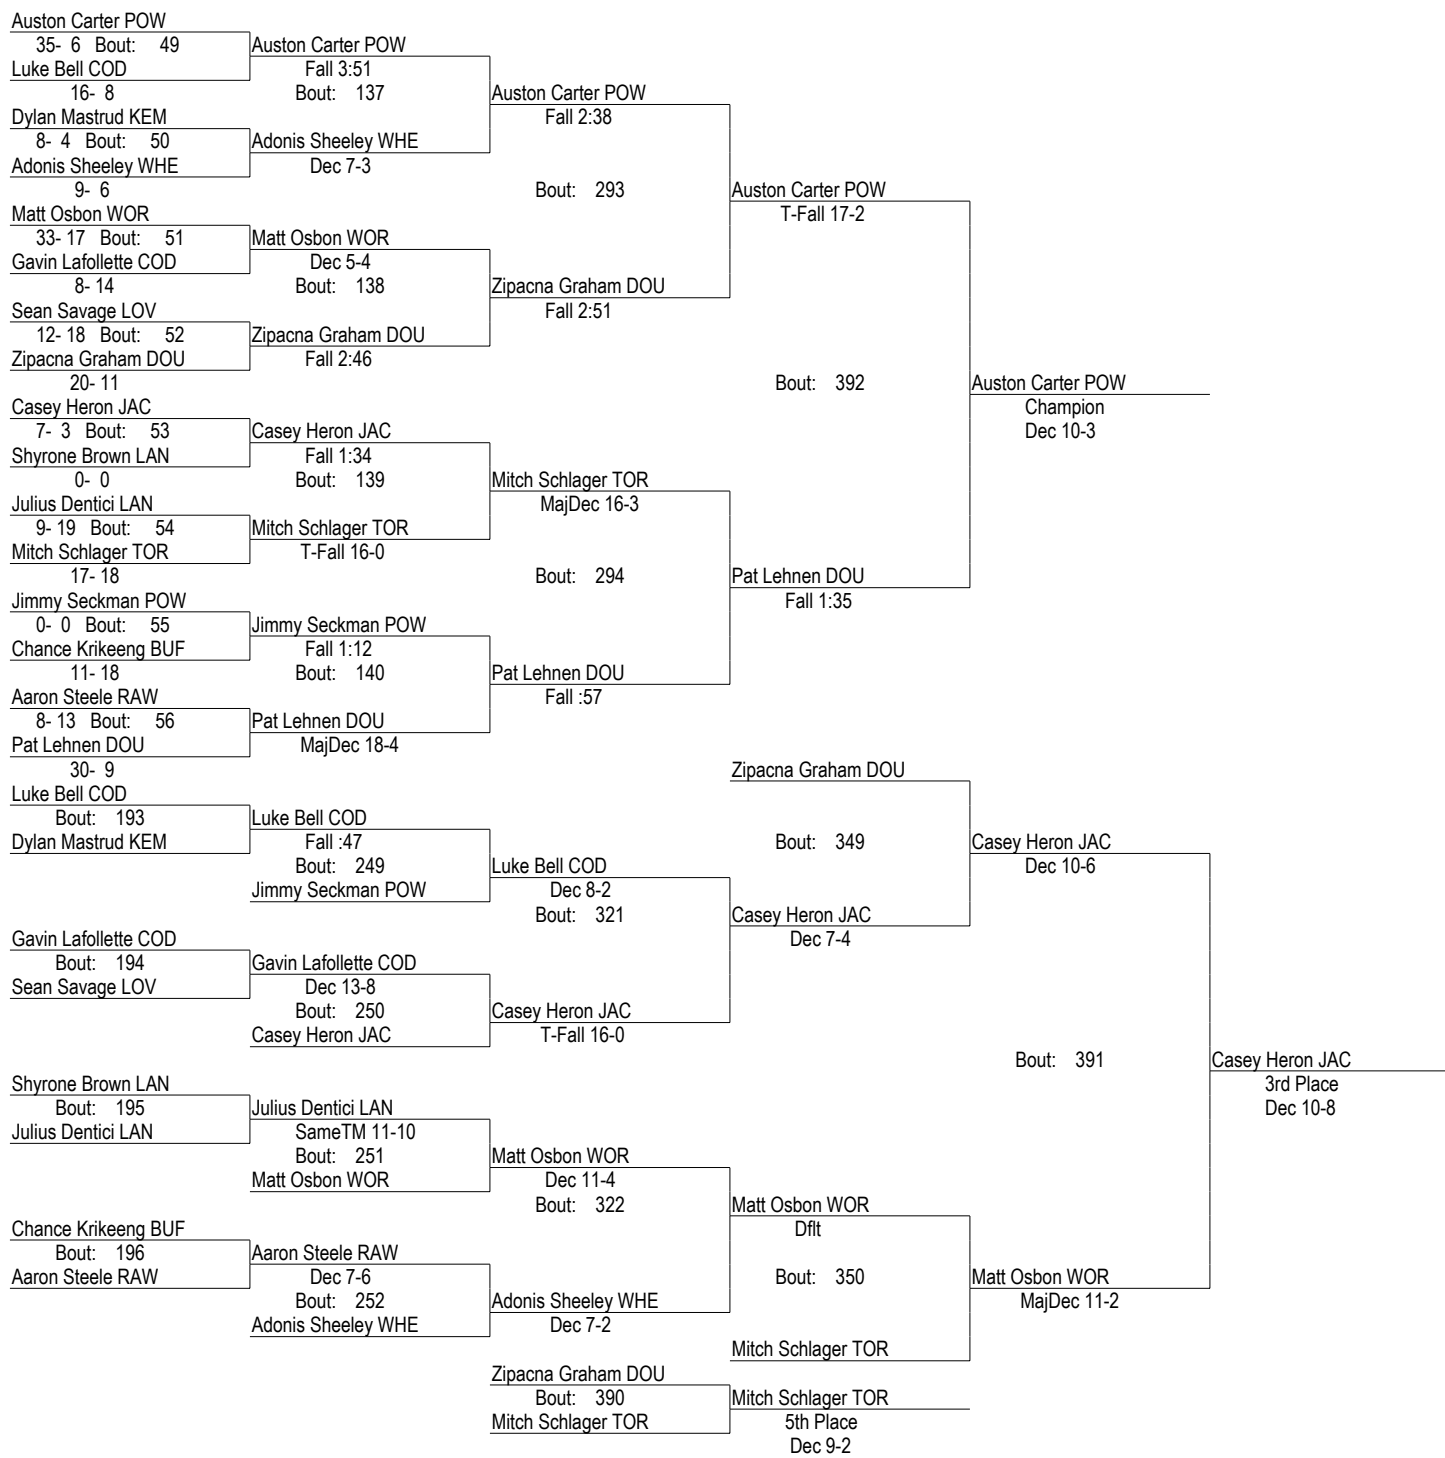 Auston Carter POW
35- 6 Bout: 49
Auston Carter POW
Luke Bell COD
Fall 3:51
16- 8
Bout: 137
Auston Carter POW
Dylan Mastrud KEM
Fall 2:38
8- 4 Bout: 50
Adonis Sheeley WHE
Adonis Sheeley WHE
Dec 7-3
9- 6
Bout: 293
Auston Carter POW
Matt Osbon WOR
T-Fall 17-2
33- 17 Bout: 51
Matt Osbon WOR
Gavin Lafollette COD
Dec 5-4
8- 14
Bout: 138
Zipacna Graham DOU
Sean Savage LOV
Fall 2:51
12- 18 Bout: 52
Zipacna Graham DOU
Zipacna Graham DOU
Fall 2:46
20- 11
Bout: 392
Auston Carter POW
Casey Heron JAC
Champion
7- 3 Bout: 53
Casey Heron JAC
Dec 10-3
Shyrone Brown LAN
Fall 1:34
0- 0
Bout: 139
Mitch Schlager TOR
Julius Dentici LAN
MajDec 16-3
9- 19 Bout: 54
Mitch Schlager TOR
Mitch Schlager TOR
T-Fall 16-0
17- 18
Bout: 294
Pat Lehnen DOU
Jimmy Seckman POW
Fall 1:35
0- 0 Bout: 55
Jimmy Seckman POW
Chance Krikeeng BUF
Fall 1:12
11- 18
Bout: 140
Pat Lehnen DOU
Aaron Steele RAW
Fall :57
8- 13 Bout: 56
Pat Lehnen DOU
Pat Lehnen DOU
MajDec 18-4
30- 9
Zipacna Graham DOU
Luke Bell COD
Bout: 193
Luke Bell COD
Dylan Mastrud KEM
Fall :47
Bout: 349
Casey Heron JAC
Bout: 249
Luke Bell COD
Dec 10-6
Jimmy Seckman POW
Dec 8-2
Bout: 321
Casey Heron JAC
Gavin Lafollette COD
Dec 7-4
Bout: 194
Gavin Lafollette COD
Sean Savage LOV
Dec 13-8
Bout: 250
Casey Heron JAC
Casey Heron JAC
T-Fall 16-0
Bout: 391
Casey Heron JAC
Shyrone Brown LAN
3rd Place
Bout: 195
Julius Dentici LAN
Dec 10-8
Julius Dentici LAN
SameTM 11-10
Bout: 251
Matt Osbon WOR
Matt Osbon WOR
Dec 11-4
Bout: 322
Matt Osbon WOR
Chance Krikeeng BUF
Dflt
Bout: 196
Aaron Steele RAW
Aaron Steele RAW
Dec 7-6
Bout: 350
Matt Osbon WOR
Bout: 252
Adonis Sheeley WHE
MajDec 11-2
Adonis Sheeley WHE
Dec 7-2
Mitch Schlager TOR
Zipacna Graham DOU
Bout: 390
Mitch Schlager TOR
Mitch Schlager TOR
5th Place
Dec 9-2